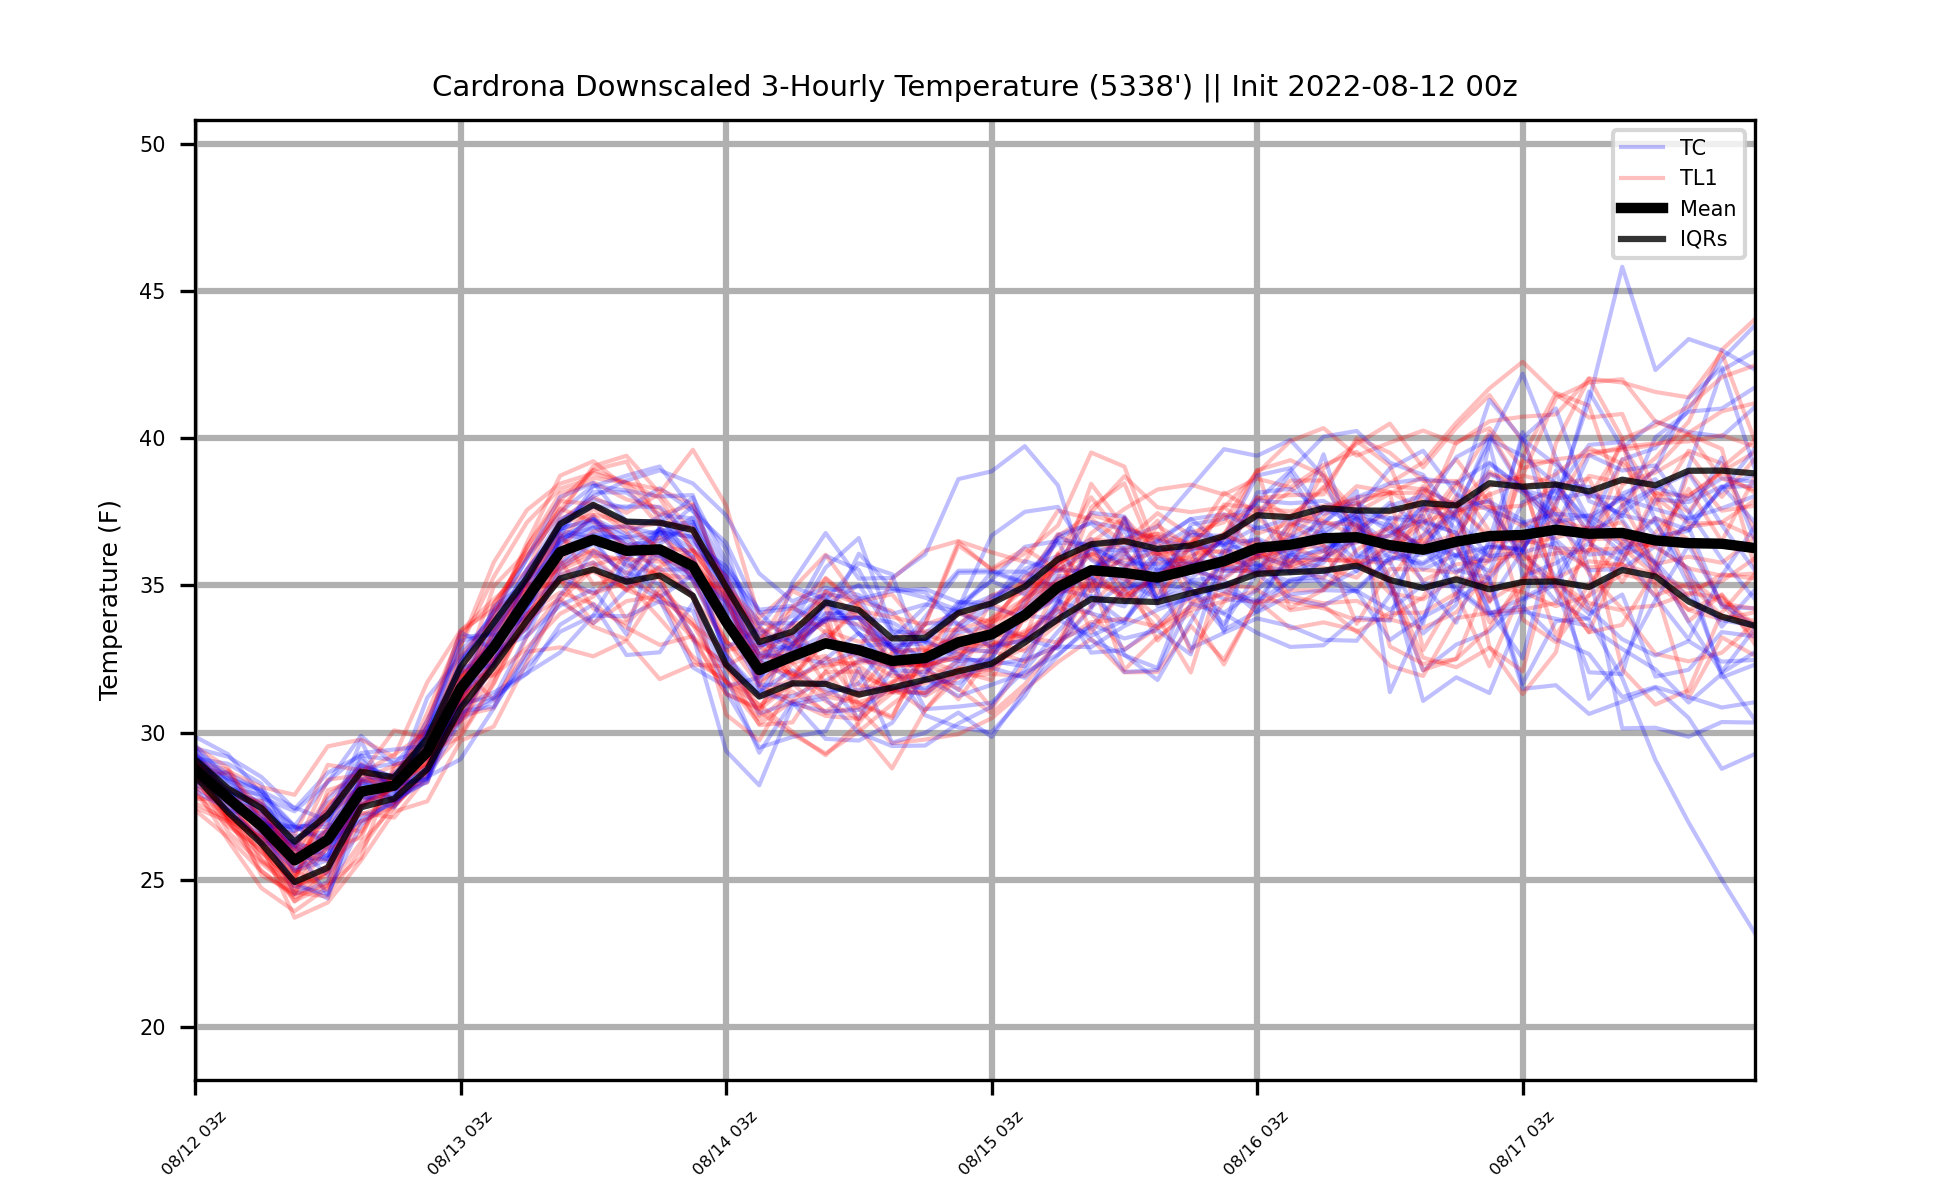 Cardrona Downscaled 3-Hourly Temperature (5338') || Init 2022-08-12 00z
TC
TL1
Mean
IQRs
Temperature (F)
50
45
40
35
30
25
20
08/12 03z
08/13 03z
08/14 03z
08/15 03z
08/16 03z
08/17 03z